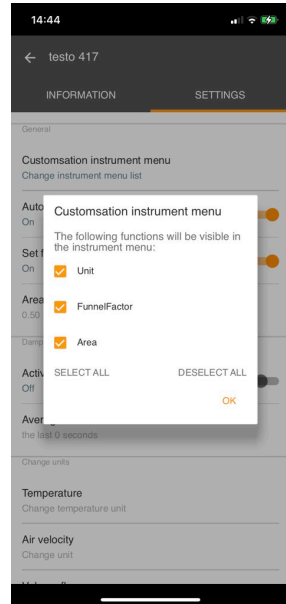 14:44
testo 417
INFORMATION
SETTINGS
General
Customsation instrument menu
Change instrument menu list
Auto
On
Customsation instrument menu
The following functions will be visible in
the instrument menu:
Set f
On
Unit
Area
0.50
FunnelFactor
Damp
Area
Activ
Off
SELECT ALL
DESELECT ALL
OK
Average
the last 0 seconds
Change units
Temperature
Change temperature unit
Air velocity
Change unit